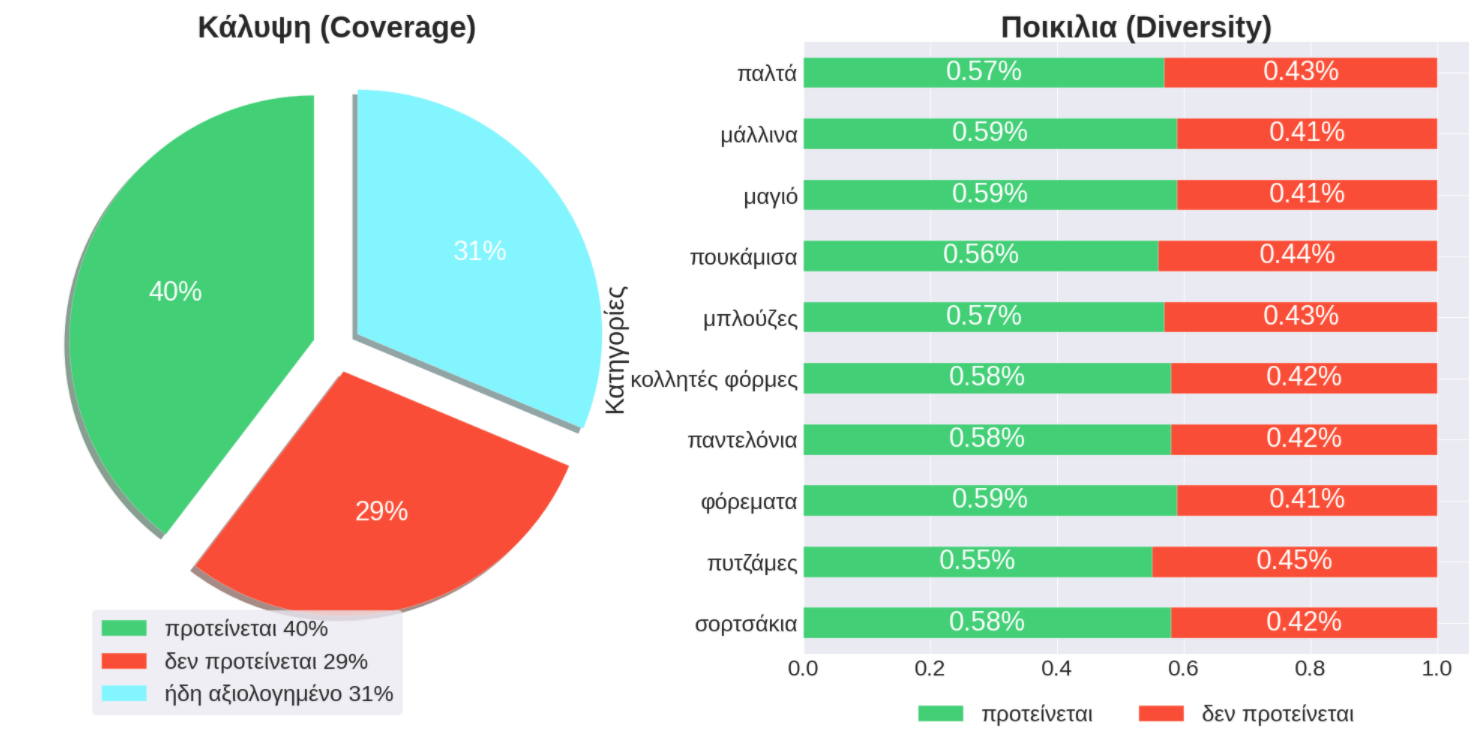 Κάλυψη (Coverage)
40%
31%
29%
προτείνεται 40%
δεν προτείνεται 29%
ήδη αξιολογημένο 31%
Ποικιλια (Diversity)
Κατηγορίες
παλτά 0.57% 0.43%
μάλλινα 0.59% 0.41%
μαγιό 0.59% 0.41%
πουκάμισα 0.56% 0.44%
μπλούζες 0.57% 0.43%
κολλητές φόρμες 0.58% 0.42%
παντελόνια 0.58% 0.42%
φόρεματα 0.59% 0.41%
πυτζάμες 0.55% 0.45%
σορτσάκια 0.58% 0.42%
0.0 0.2 0.4 0.6 0.8 1.0
προτείνεται δεν προτείνεται